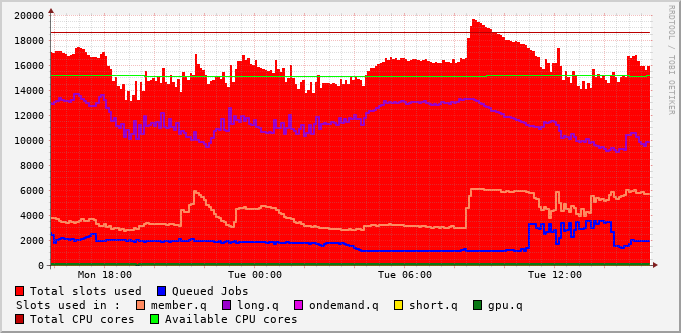 20000
18000
16000
14000
12000
10000
8000
6000
4000
2000
0
Mon 18:00 Tue 00:00 Tue 06:00 Tue 12:00
RRDTOOL / TOBI OETIKER
Total slots used Queued Jobs
Slots used in : member.q long.q ondemand.q short.q gpu.q
Total CPU cores Available CPU cores